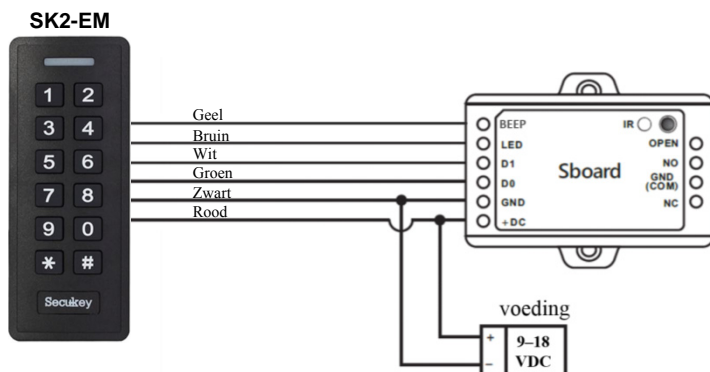 SK2-EM
1 2
3 4
5 6
7 8
9 0
* #
Secukey
Geel
Bruin
Wit
Groen
Zwart
Rood
BEEP
LED
D1
D0
GND
+DC
Sboard
IR
OPEN
NO
GND
(COM)
NC
voeding
+
-
9–18
VDC